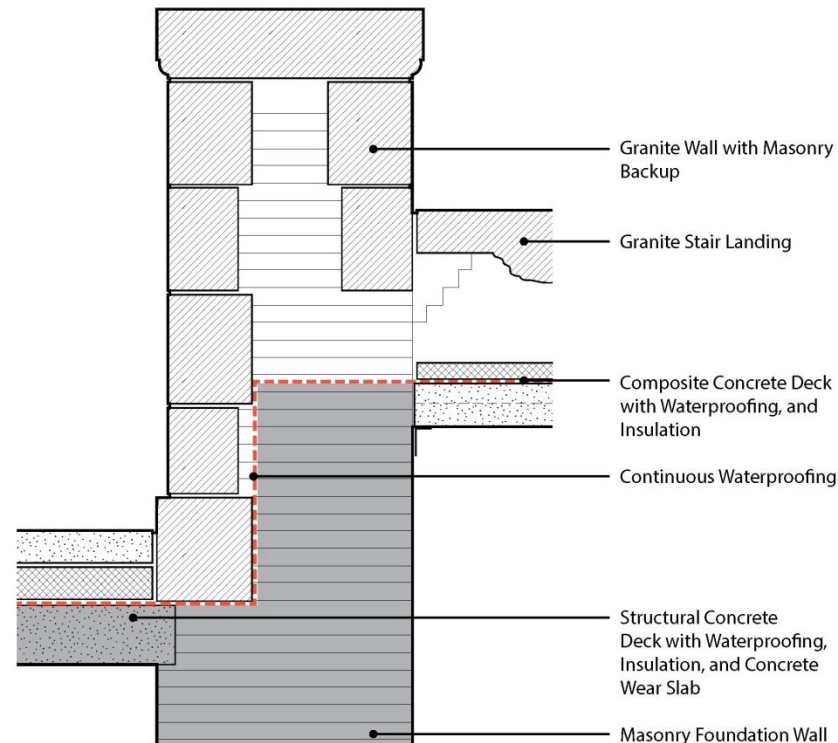 Granite Wall with Masonry
Backup
Granite Stair Landing
Composite Concrete Deck
with Waterproofing, and
Insulation
Continuous Waterproofing
Structural Concrete
Deck with Waterproofing,
Insulation, and Concrete
Wear Slab
Masonry Foundation Wall